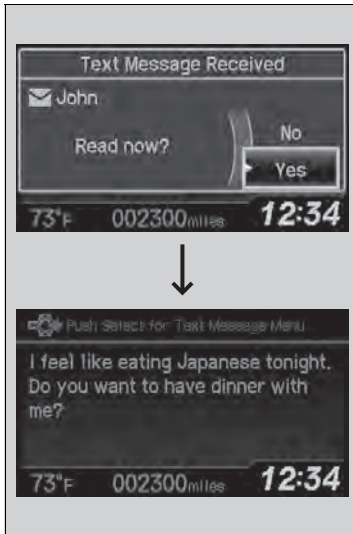 Text Message Received
John
Read now?
No
Yes
73°F 002300miles 12:34
Push Select for Text Message Menu
I feel like eating Japanese tonight.
Do you want to have dinner with
me?
73°F 002300miles 12:34